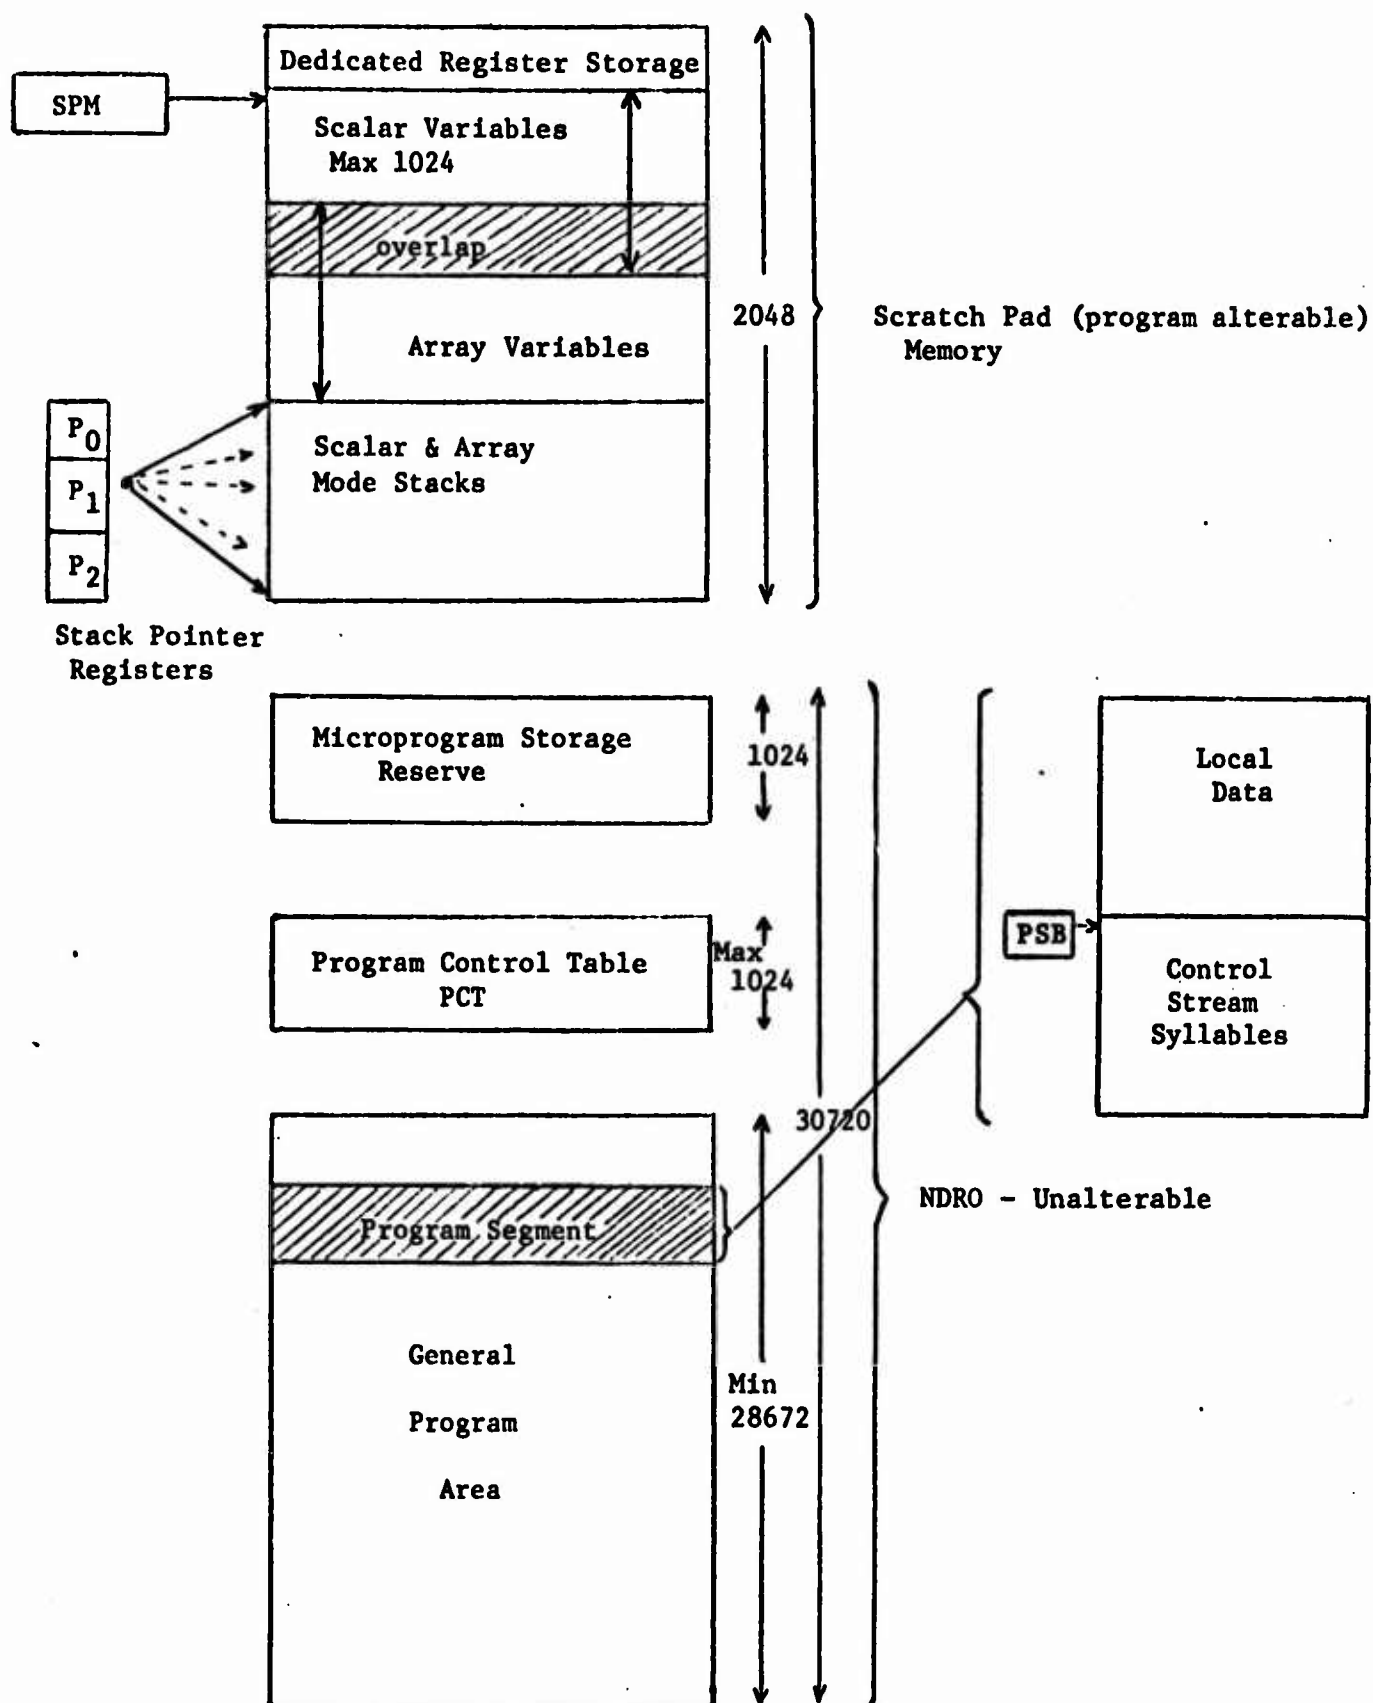 Dedicated Register Storage
SPM
Scalar Variables
Max 1024
overlap
2048
Scratch Pad (program alterable)
Memory
Array Variables
P0
P1
P2
Scalar & Array
Mode Stacks
Stack Pointer
Registers
Microprogram Storage
Reserve
1024
Local
Data
PSB
Program Control Table
PCT
Max
1024
Control
Stream
Syllables
30720
NDRO - Unalterable
Program Segment
General
Program
Area
Min
28672